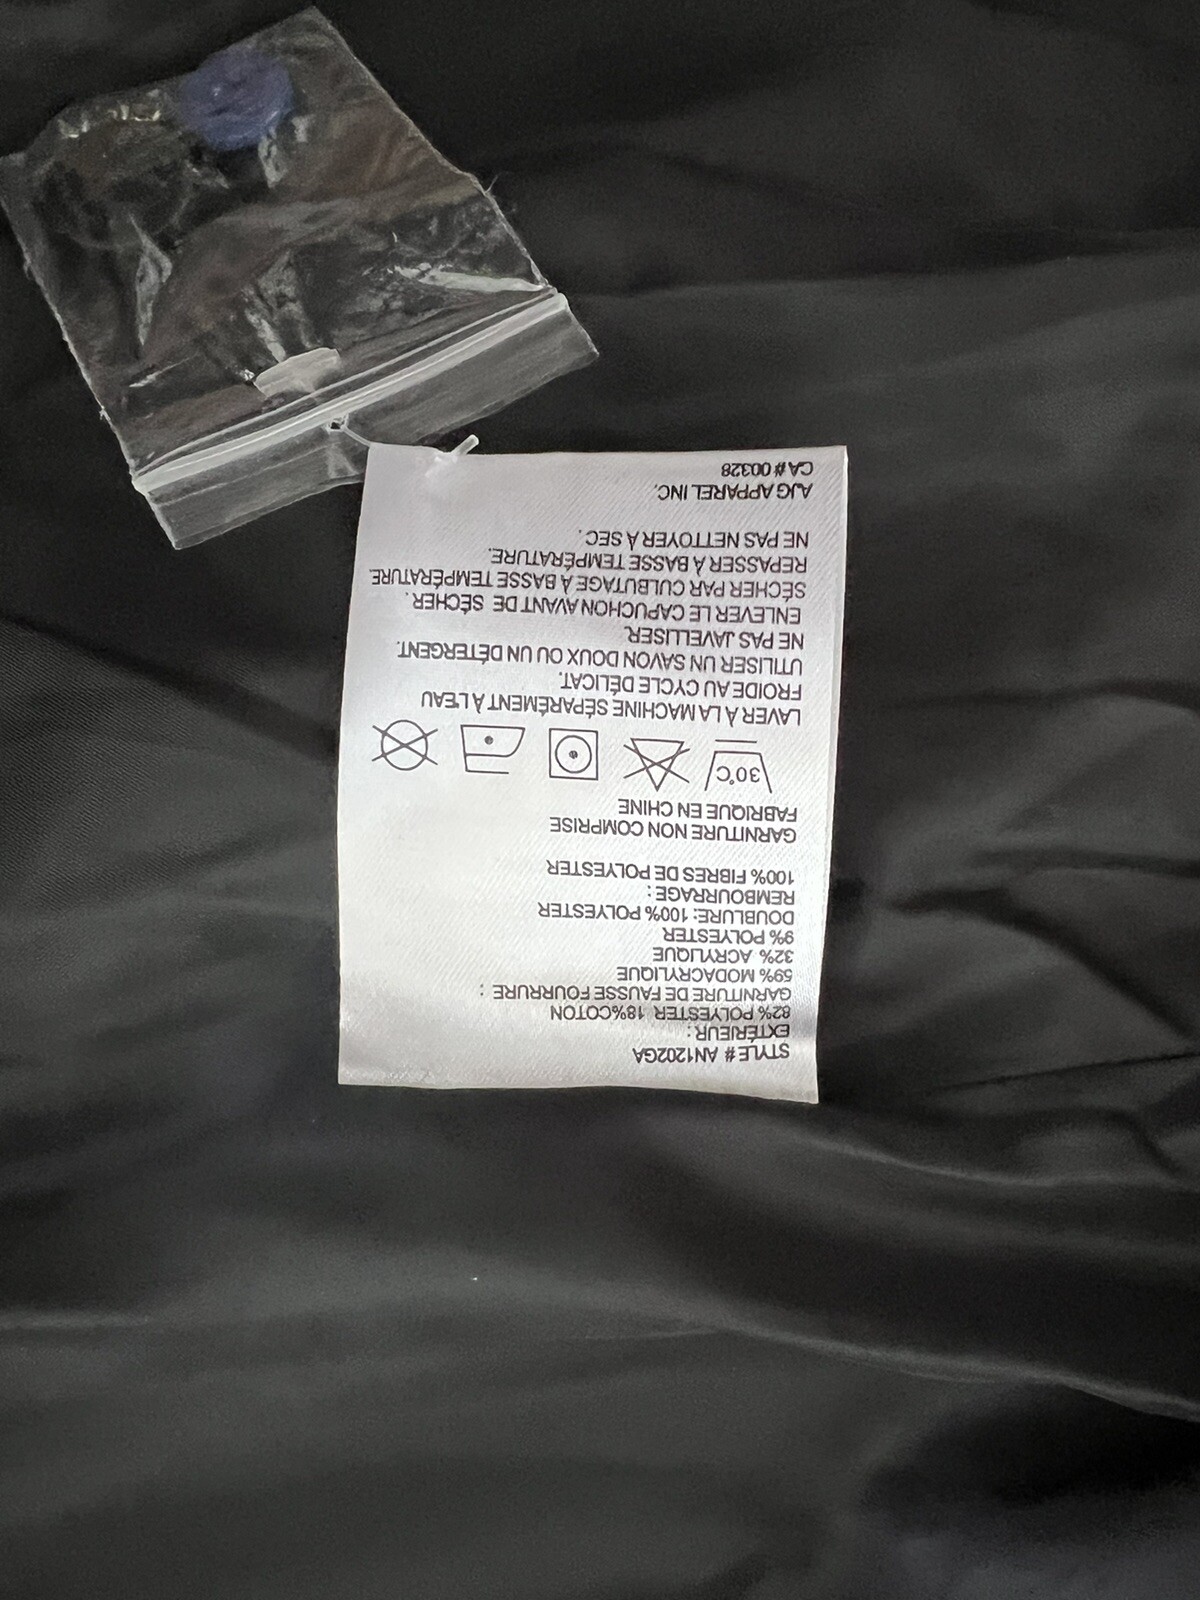 STYLE # AN1202GA
EXTÉRIEUR :
82% POLYESTER 18%COTON
GARNITURE DE FAUSSE FOURRURE :
59% MODACRYLIQUE
32% ACRYLIQUE
9% POLYESTER
DOUBLURE: 100% POLYESTER
REMBOURRAGE :
100% FIBRES DE POLYESTER
GARNITURE NON COMPRISE
FABRIQUE EN CHINE
30°C
LAVER À LA MACHINE SÉPARÉMENT À L'EAU
FROIDE AU CYCLE DÉLICAT.
UTILISER UN SAVON DOUX OU UN DÉTERGENT.
NE PAS JAVELLISER.
ENLEVER LE CAPUCHON AVANT DE SÉCHER.
SÉCHER PAR CULBUTAGE À BASSE TEMPÉRATURE.
REPASSER À BASSE TEMPÉRATURE.
NE PAS NETTOYER À SEC.
AJG APPAREL INC.
CA# 00328